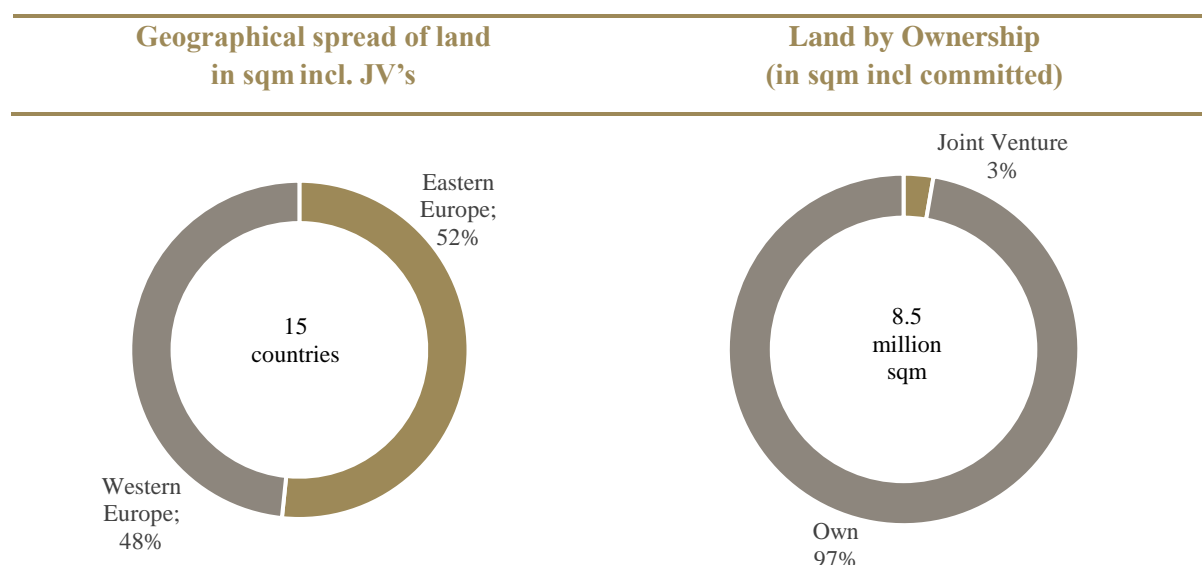 Geographical spread of land
in sqm incl. JV’s
Land by Ownership
(in sqm incl committed)
Eastern
Europe;
52%
15
countries
Western
Europe;
48%
Joint Venture
3%
8.5
million
sqm
Own
97%